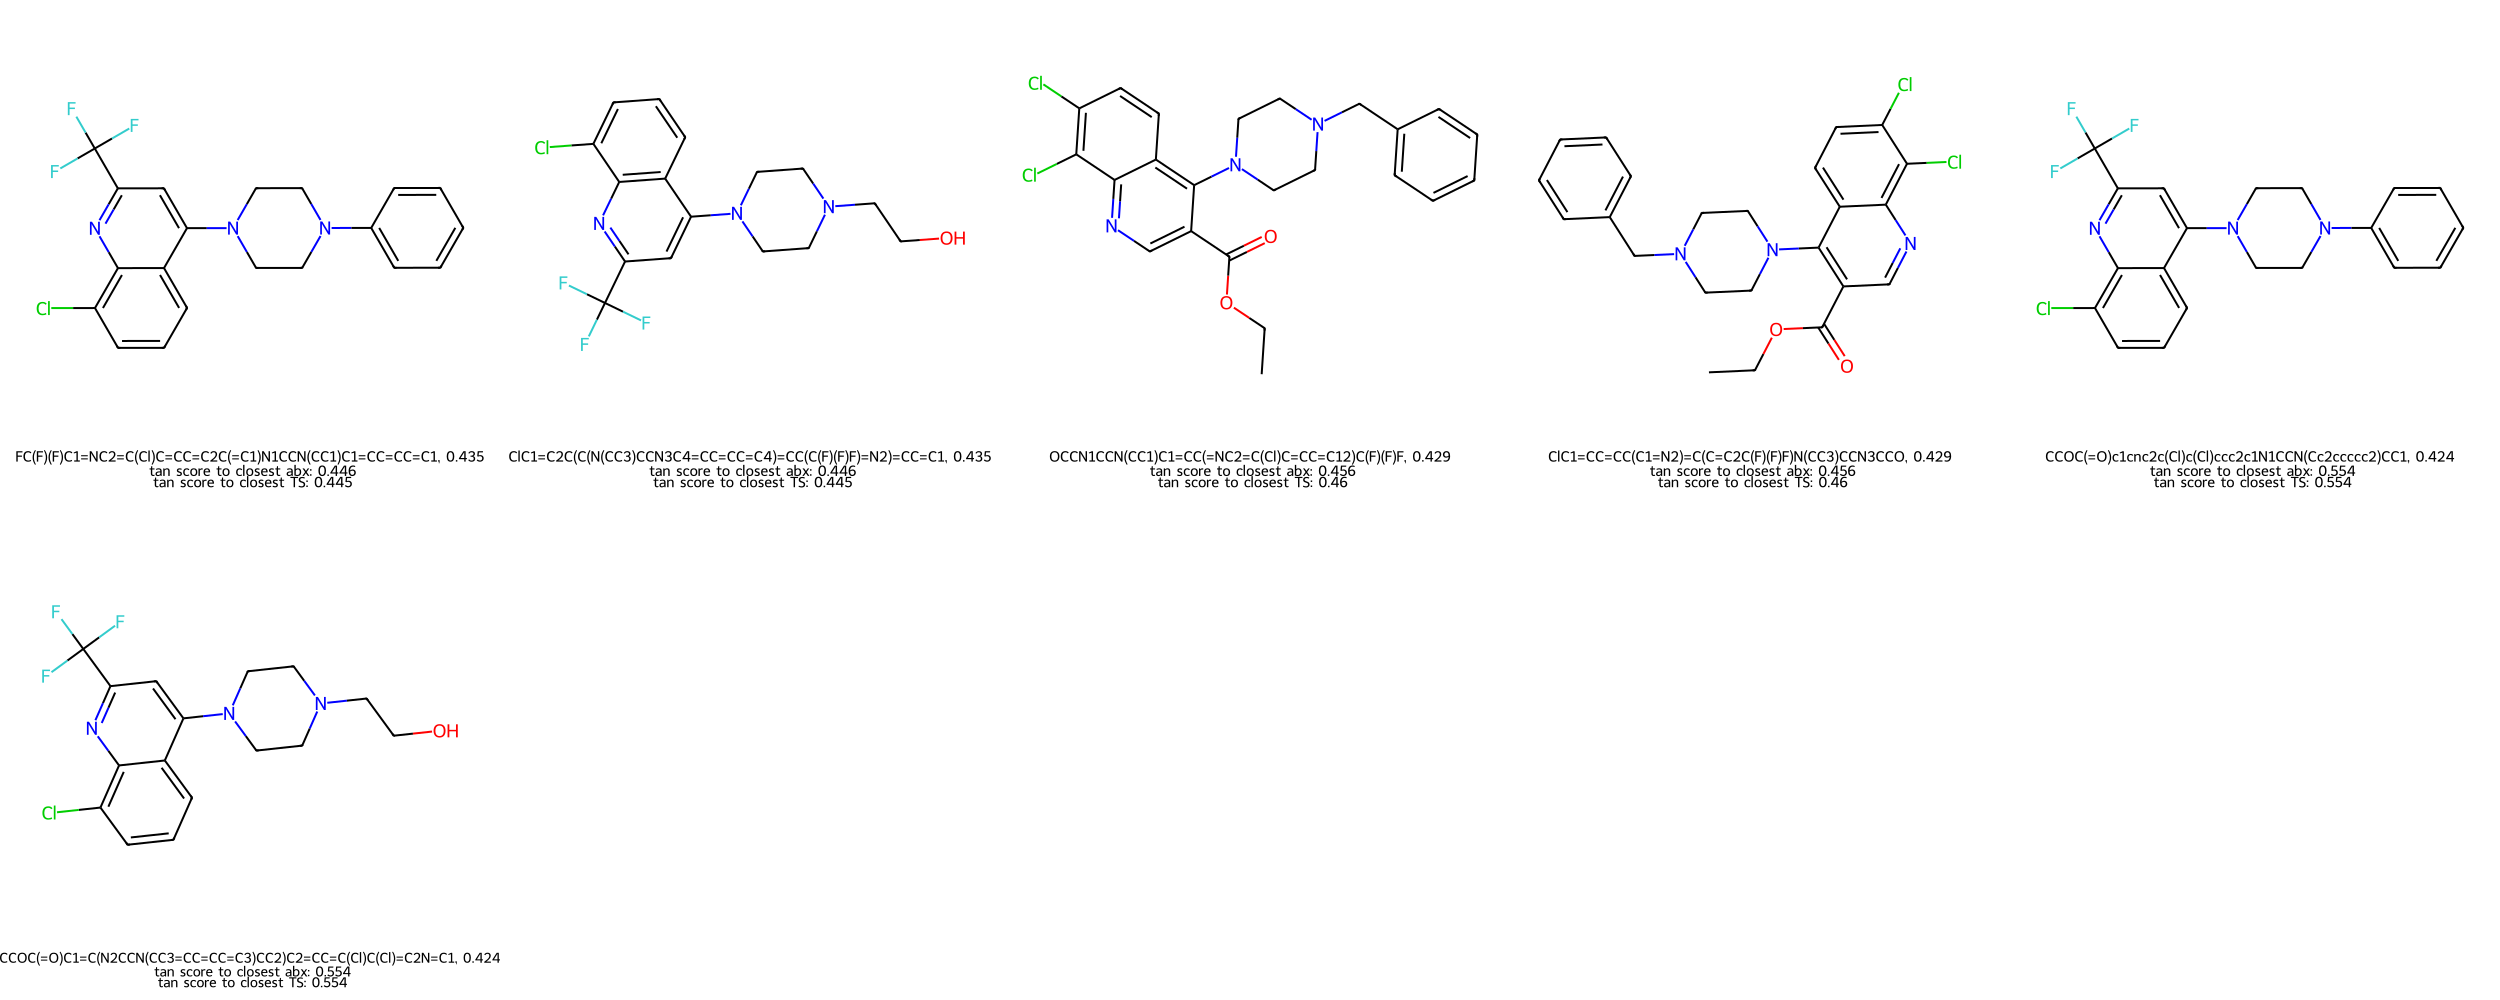 F
F
F
N
N
N
Cl
FC(F)(F)C1=NC2=C(Cl)C=CC=C2C(=C1)N1CCN(CC1)C1=CC=CC=C1, 0.435
tan score to closest abx: 0.446
tan score to closest TS: 0.445
Cl
N
N
N
OH
F
F
F
ClC1=C2C(C(N(CC3)CCN3C4=CC=CC=C4)=CC(C(F)(F)F)=N2)=CC=C1, 0.435
tan score to closest abx: 0.446
tan score to closest TS: 0.445
Cl
Cl
N
N
N
O
O
OCCN1CCN(CC1)C1=CC(=NC2=C(Cl)C=CC=C12)C(F)(F)F, 0.429
tan score to closest abx: 0.456
tan score to closest TS: 0.46
Cl
Cl
N
N
N
O
O
ClC1=CC=CC(C1=N2)=C(C=C2C(F)(F)F)N(CC3)CCN3CCO, 0.429
tan score to closest abx: 0.456
tan score to closest TS: 0.46
F
F
F
N
N
N
Cl
CCOC(=O)c1cnc2c(Cl)c(Cl)ccc2c1N1CCN(Cc2ccccc2)CC1, 0.424
tan score to closest abx: 0.554
tan score to closest TS: 0.554
F
F
F
N
N
N
OH
Cl
CCOC(=O)C1=C(N2CCN(CC3=CC=CC=C3)CC2)C2=CC=C(Cl)C(Cl)=C2N=C1, 0.424
tan score to closest abx: 0.554
tan score to closest TS: 0.554